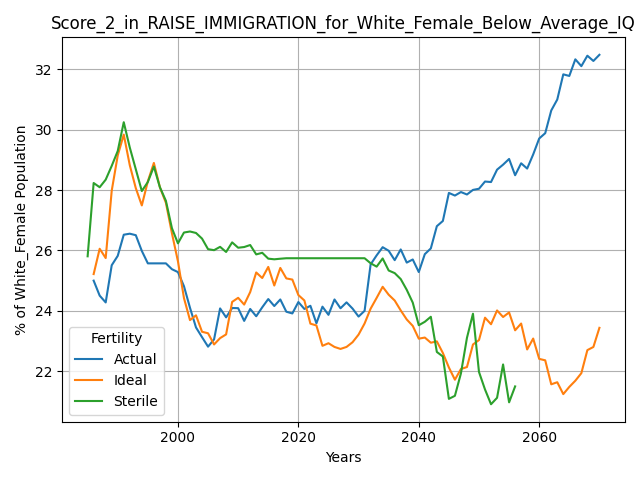 Score_2_in_RAISE_IMMIGRATION_for_White_Female_Below_Average_IQ
% of White_Female Population
32
30
28
26
24
22
Fertility
Actual
Ideal
Sterile
2000
2020
2040
2060
Years